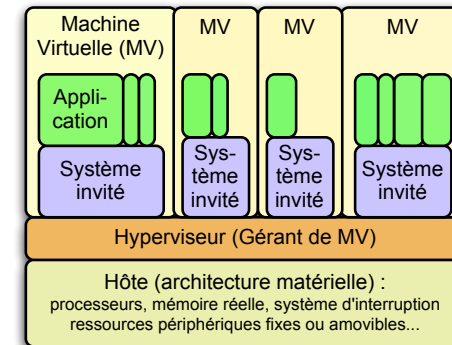 Machine
Virtuelle (MV)
MV
MV
MV
Appli-
cation
Système
invité
Sys-
tème
invité
Sys-
tème
invité
Système
invité
Hyperviseur (Gérant de MV)
Hôte (architecture matérielle) :
processeurs, mémoire réelle, système d'interruption
ressources périphériques fixes ou amovibles...